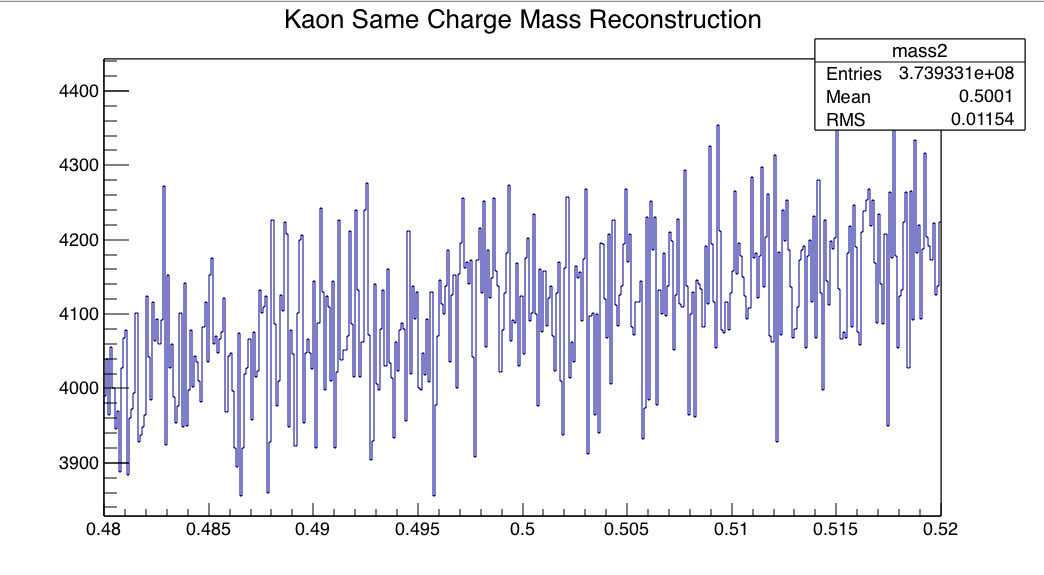 Kaon Same Charge Mass Reconstruction
mass2
Entries 3.739331e+08
Mean 0.5001
RMS 0.01154
4400
4300
4200
4100
4000
3900
0.48 0.485 0.49 0.495 0.5 0.505 0.51 0.515 0.52